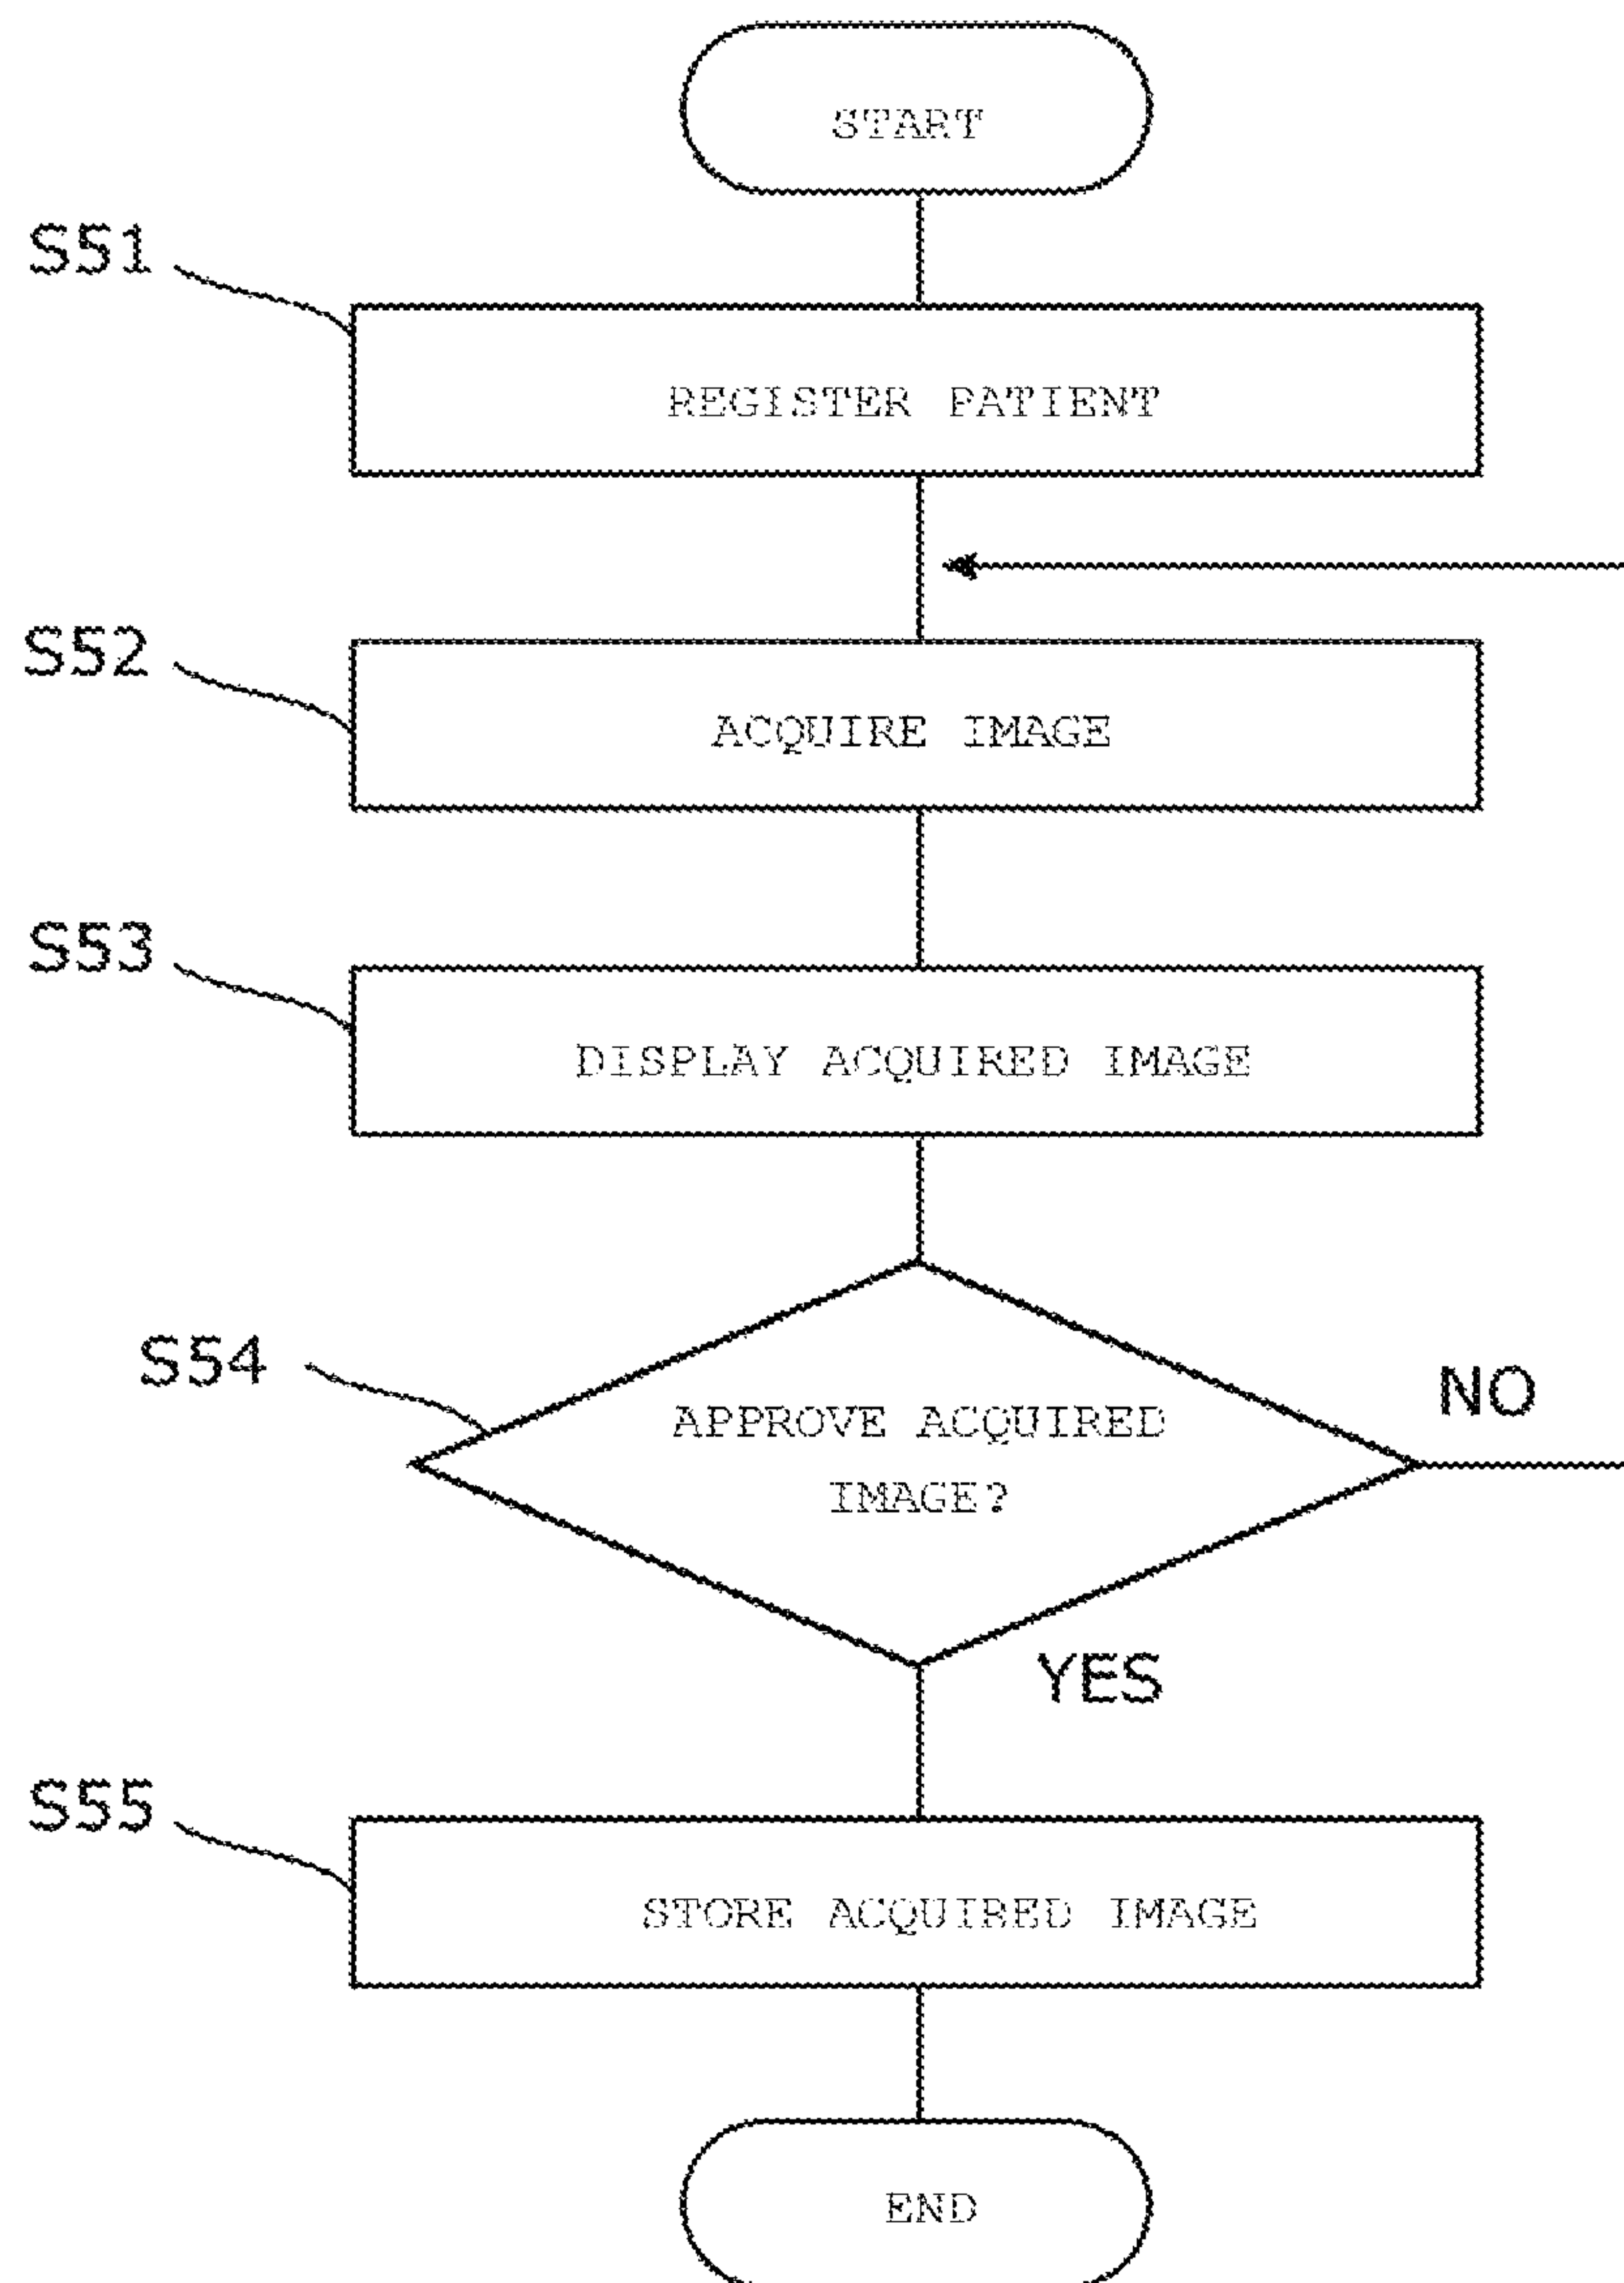 START
S51
REGISTER PATIENT
S52
ACQUIRE IMAGE
S53
DISPLAY ACQUIRED IMAGE
S54
APPROVE ACQUIRED
IMAGE?
NO
YES
S55
STORE ACQUIRED IMAGE
END